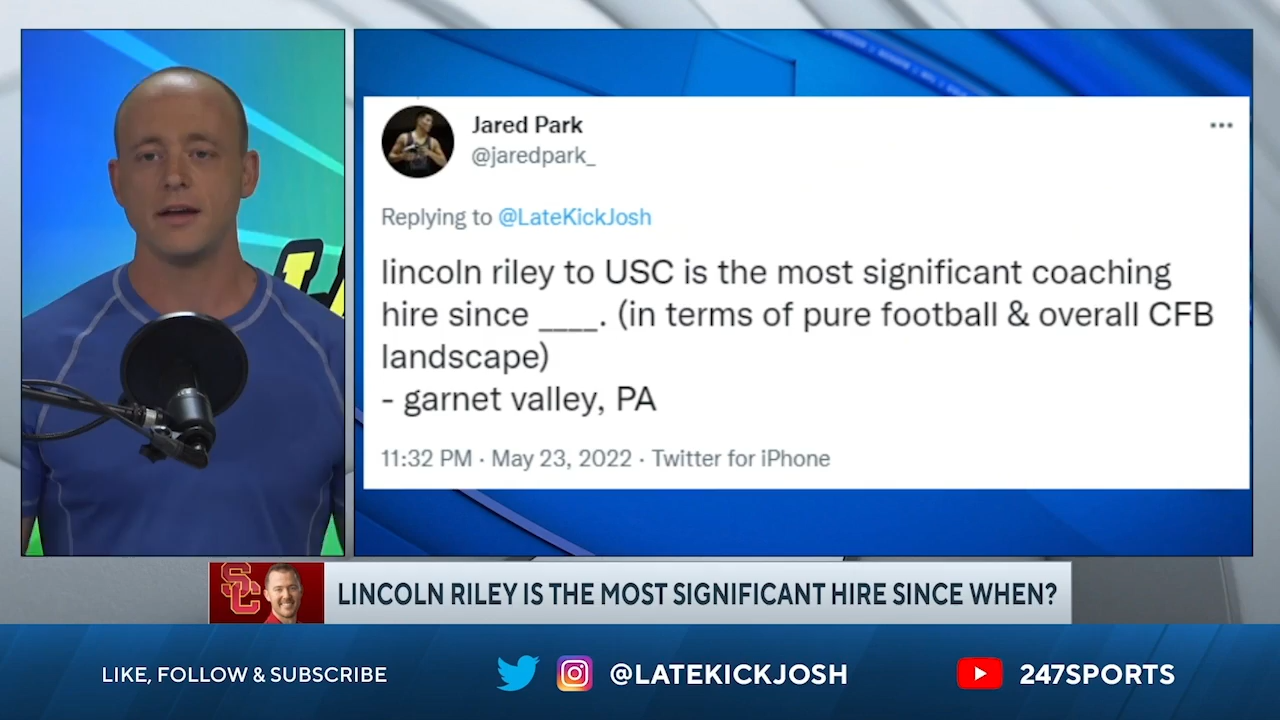 Jared Park
@jaredpark_
Replying to @LateKickJosh
lincoln riley to USC is the most significant coaching
hire since ____. (in terms of pure football & overall CFB
landscape)
- garnet valley, PA
11:32 PM · May 23, 2022 · Twitter for iPhone
SC
LINCOLN RILEY IS THE MOST SIGNIFICANT HIRE SINCE WHEN?
LIKE, FOLLOW & SUBSCRIBE
@LATEKICKJOSH
247SPORTS